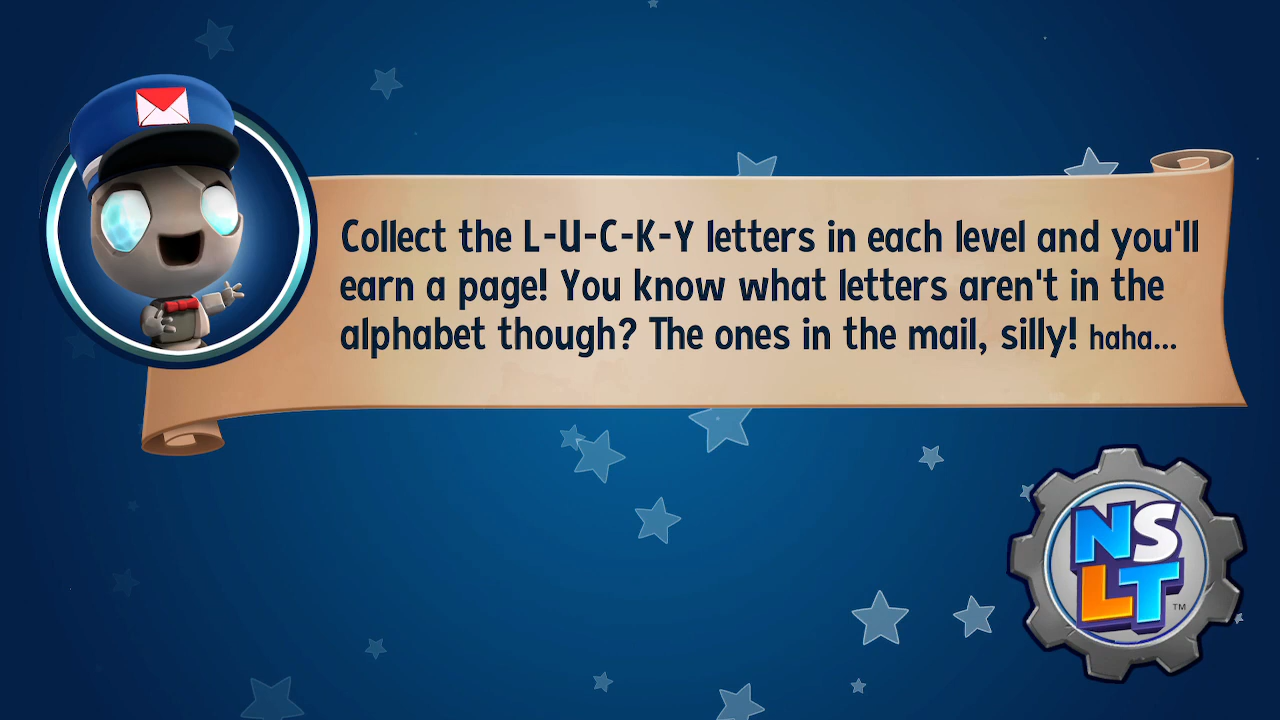 Collect the L-U-C-K-Y letters in each level and you'll
earn a page! You know what letters aren't in the
alphabet though? The ones in the mail, silly! haha...
NS
LT
TM